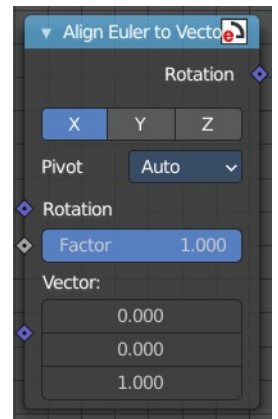 Align Euler to Vecto
e
Rotation
X Y Z
Pivot Auto
Rotation
Factor 1.000
Vector:
0.000
0.000
1.000